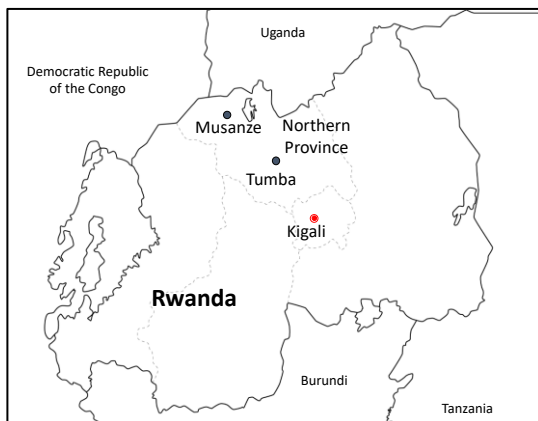 Uganda
Democratic Republic
of the Congo
Musanze
Northern
Province
Tumba
Kigali
Rwanda
Burundi
Tanzania